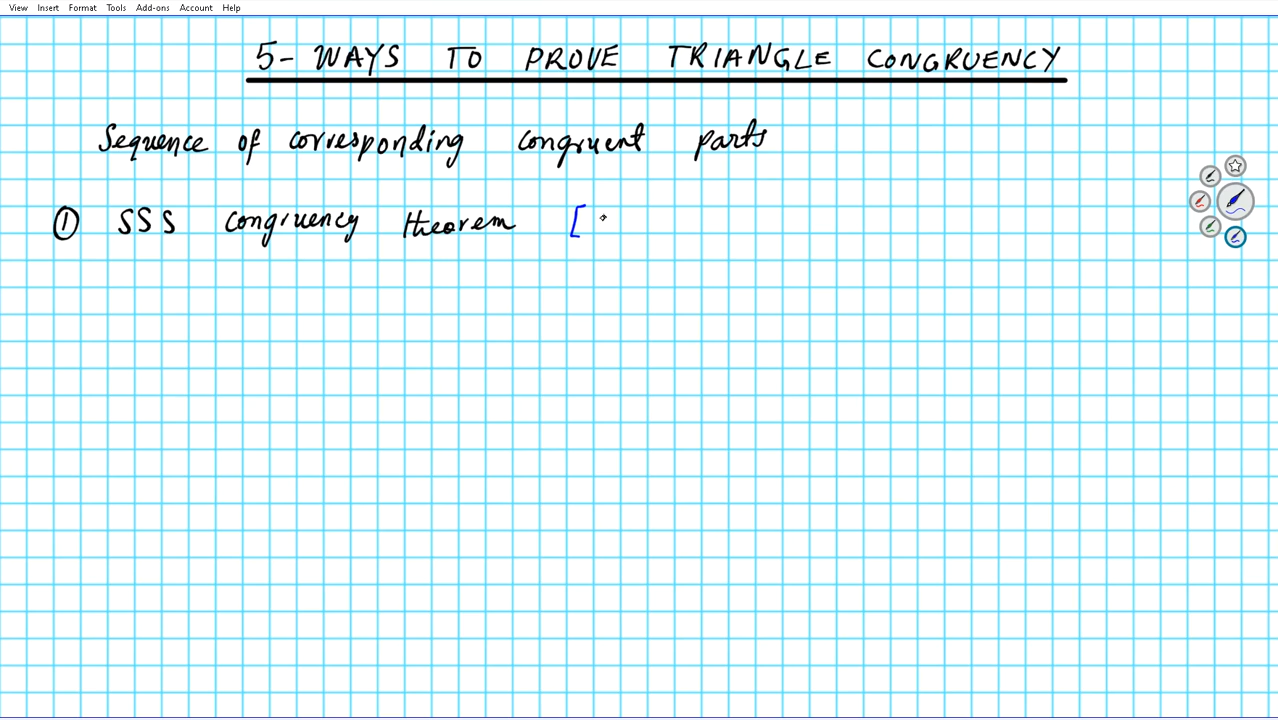 View Insert Format Tools Add-ons Account Help
5- WAYS TO PROVE TRIANGLE CONGRUENCY
Sequence of corresponding congruent parts
① SSS congruency theorem [